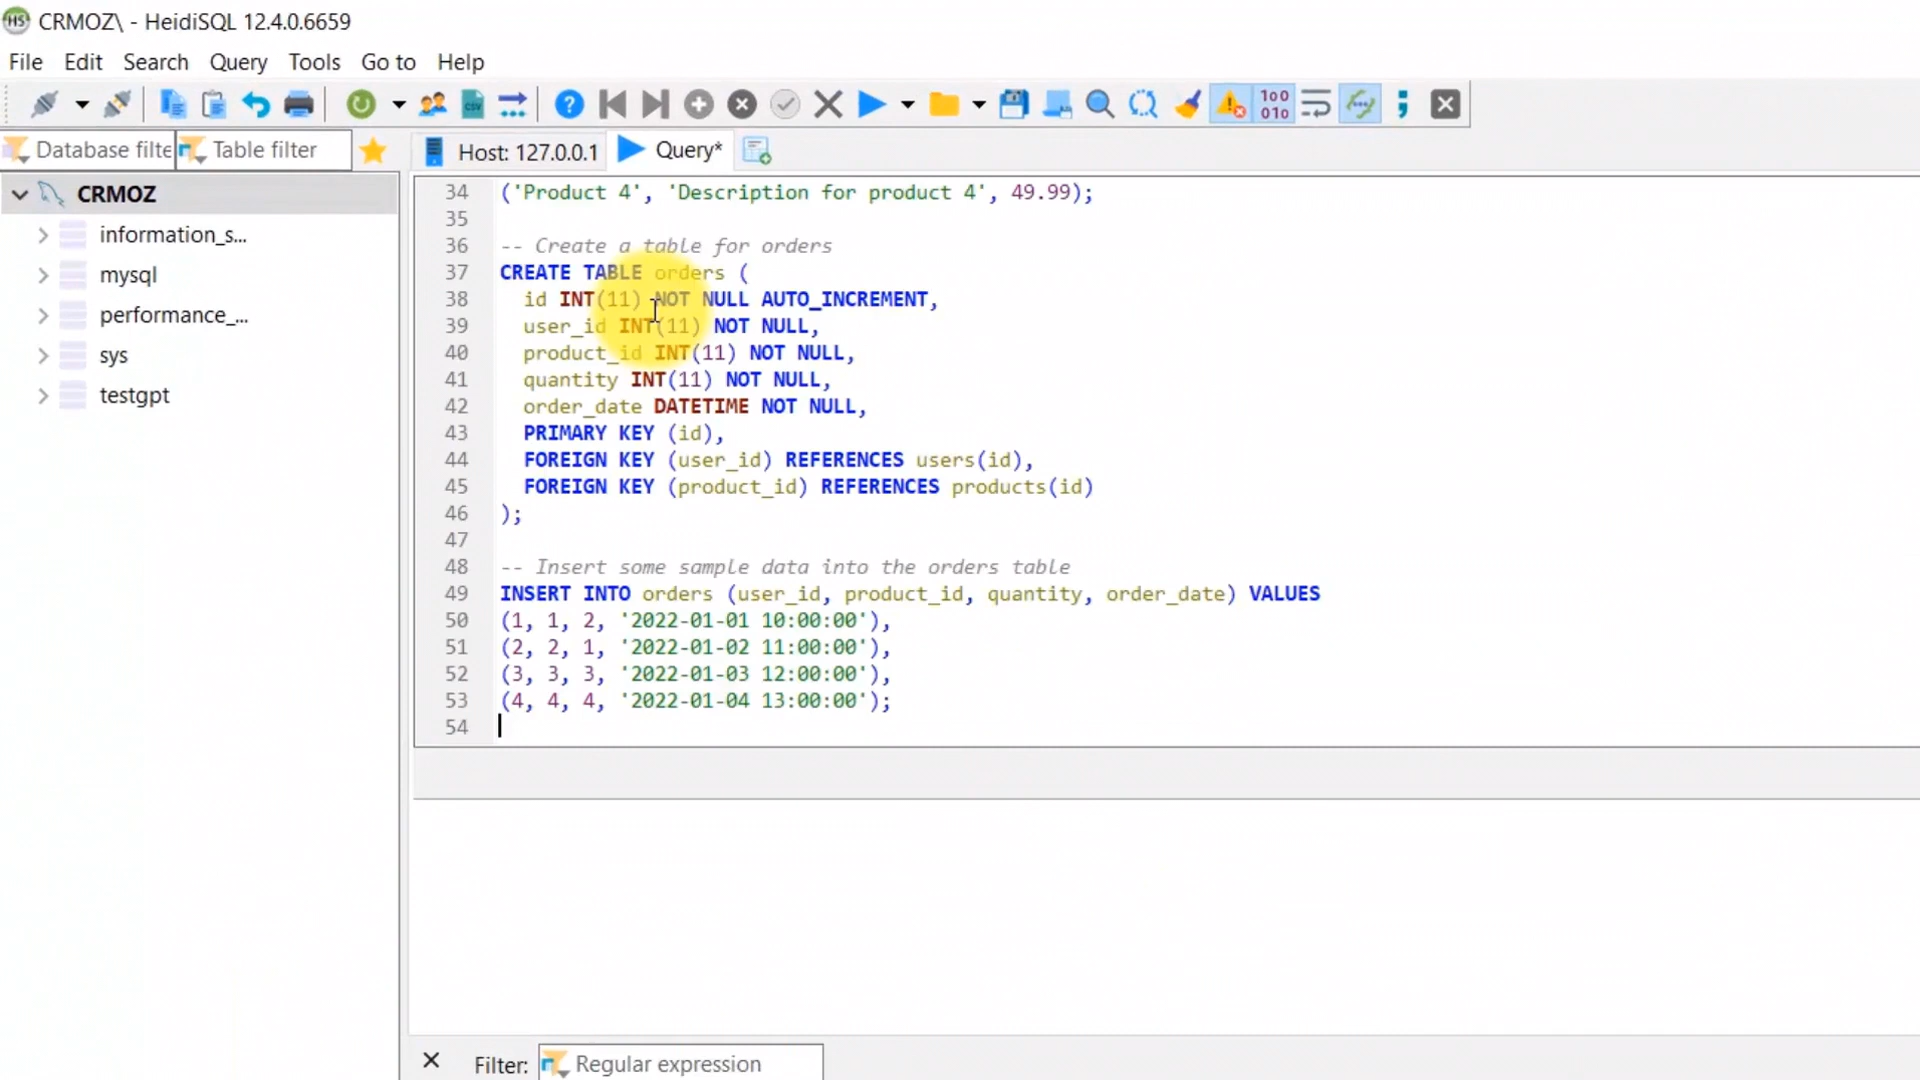 CRMOZ\ - HeidiSQL 12.4.0.6659
File Edit Search Query Tools Go to Help
CSV ? 100 010 ;
Database filte Table filter Host: 127.0.0.1 Query*
CRMOZ
information_s...
mysql
performance_...
sys
testgpt
34 ('Product 4', 'Description for product 4', 49.99);
35
36 -- Create a table for orders
37 CREATE TABLE orders (
38 id INT(11) NOT NULL AUTO_INCREMENT,
39 user_id INT(11) NOT NULL,
40 product_id INT(11) NOT NULL,
41 quantity INT(11) NOT NULL,
42 order_date DATETIME NOT NULL,
43 PRIMARY KEY (id),
44 FOREIGN KEY (user_id) REFERENCES users(id),
45 FOREIGN KEY (product_id) REFERENCES products(id)
46 );
47
48 -- Insert some sample data into the orders table
49 INSERT INTO orders (user_id, product_id, quantity, order_date) VALUES
50 (1, 1, 2, '2022-01-01 10:00:00'),
51 (2, 2, 1, '2022-01-02 11:00:00'),
52 (3, 3, 3, '2022-01-03 12:00:00'),
53 (4, 4, 4, '2022-01-04 13:00:00');
54
Filter: Regular expression